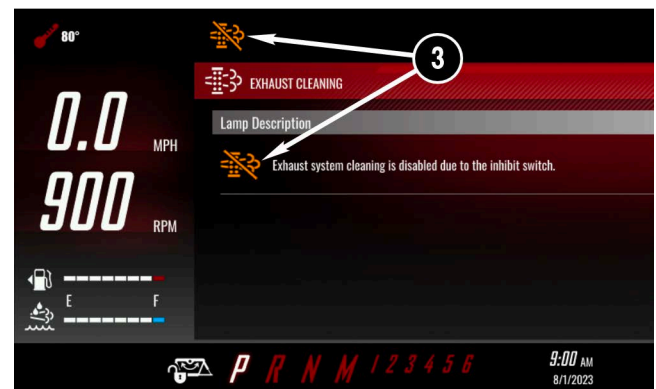 80°
3
EXHAUST CLEANING
Lamp Description
0.0 MPH
Exhaust system cleaning is disabled due to the inhibit switch.
900 RPM
E F
P R N M 1 2 3 4 5 6
9:00 AM
8/1/2023